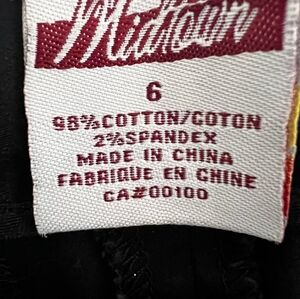 Midtown
6
98%COTTON/COTON
2%SPANDEX
MADE IN CHINA
FABRIQUE EN CHINE
CA#00100